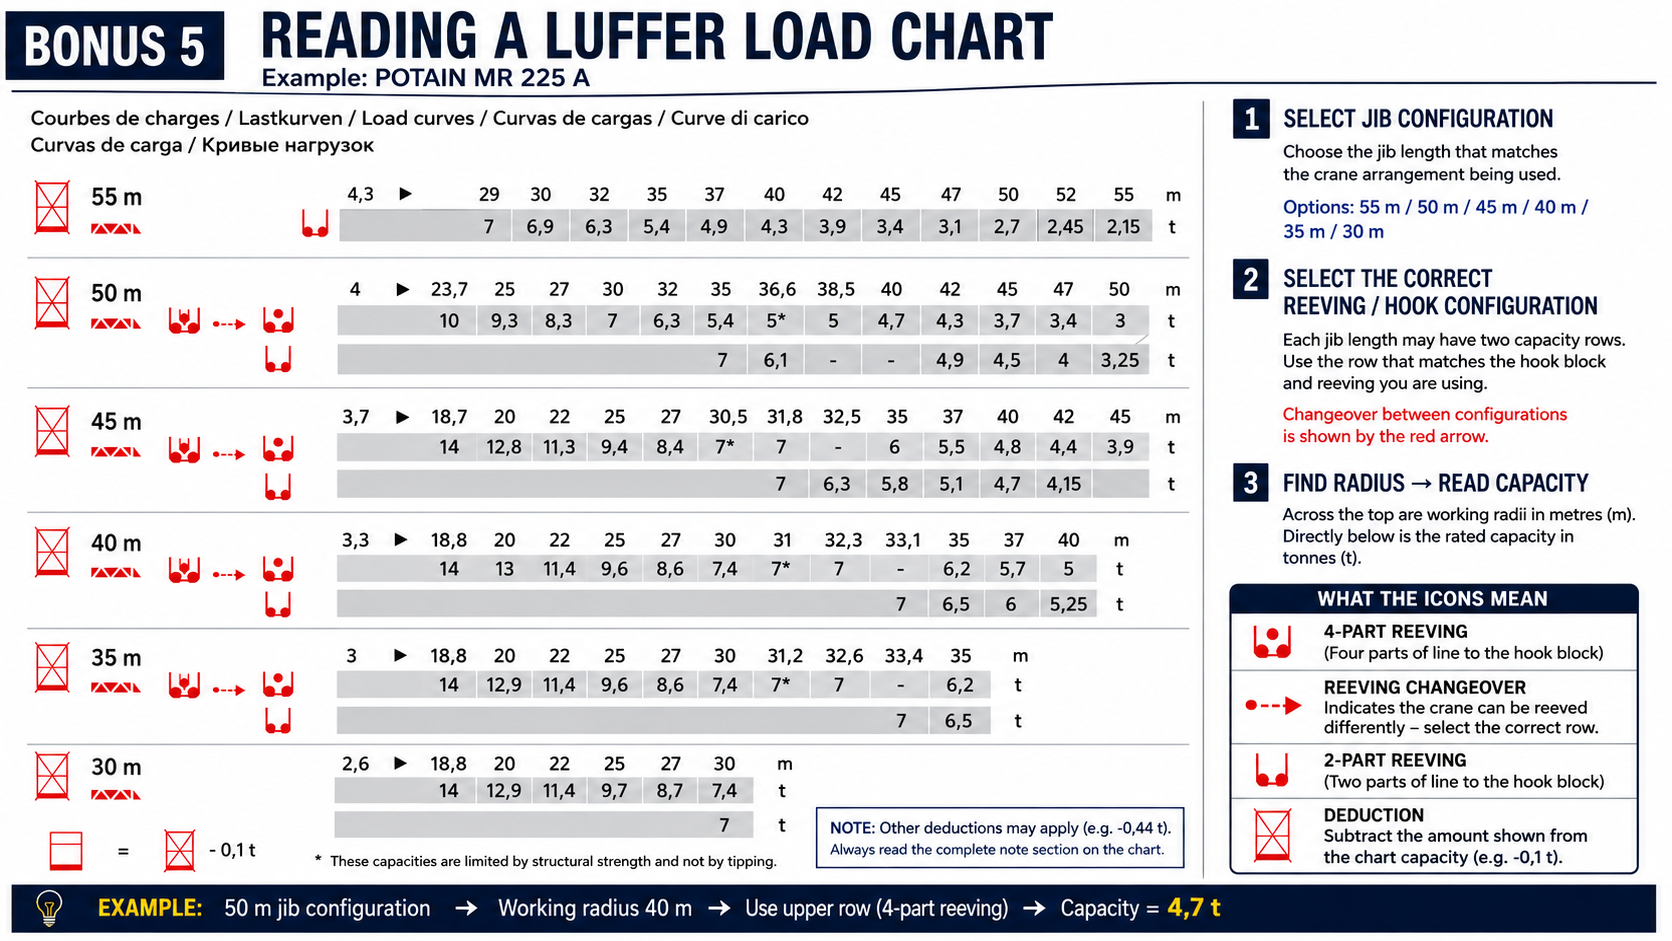 BONUS 5
READING A LUFFER LOAD CHART
Example: POTAIN MR 225 A
Courbes de charges / Lastkurven / Load curves / Curvas de cargas / Curve di carico
Curvas de carga / Кривые нагрузок
55 m
4,3 ► 29 30 32 35 37 40 42 45 47 50 52 55 m
7 6,9 6,3 5,4 4,9 4,3 3,9 3,4 3,1 2,7 2,45 2,15 t
50 m
4 ► 23,7 25 27 30 32 35 36,6 38,5 40 42 45 47 50 m
10 9,3 8,3 7 6,3 5,4 5* 5 4,7 4,3 3,7 3,4 3 t
7 6,1 - - 4,9 4,5 4 3,25 t
45 m
3,7 ► 18,7 20 22 25 27 30,5 31,8 32,5 35 37 40 42 45 m
14 12,8 11,3 9,4 8,4 7* 7 - 6 5,5 4,8 4,4 3,9 t
7 6,3 5,8 5,1 4,7 4,15 t
40 m
3,3 ► 18,8 20 22 25 27 30 31 32,3 33,1 35 37 40 m
14 13 11,4 9,6 8,6 7,4 7* 7 - 6,2 5,7 5 t
7 6,5 6 5,25 t
35 m
3 ► 18,8 20 22 25 27 30 31,2 32,6 33,4 35 m
14 12,9 11,4 9,6 8,6 7,4 7* 7 - 6,2 t
7 6,5 t
30 m
2,6 ► 18,8 20 22 25 27 30 m
14 12,9 11,4 9,7 8,7 7,4 t
7 t
= - 0,1 t
* These capacities are limited by structural strength and not by tipping.
NOTE: Other deductions may apply (e.g. -0,44 t).
Always read the complete note section on the chart.
1 SELECT JIB CONFIGURATION
Choose the jib length that matches
the crane arrangement being used.
Options: 55 m / 50 m / 45 m / 40 m /
35 m / 30 m
2 SELECT THE CORRECT
REEVING / HOOK CONFIGURATION
Each jib length may have two capacity rows.
Use the row that matches the hook block
and reeving you are using.
Changeover between configurations
is shown by the red arrow.
3 FIND RADIUS → READ CAPACITY
Across the top are working radii in metres (m).
Directly below is the rated capacity in
tonnes (t).
WHAT THE ICONS MEAN
4-PART REEVING
(Four parts of line to the hook block)
REEVING CHANGEOVER
Indicates the crane can be reeved
differently – select the correct row.
2-PART REEVING
(Two parts of line to the hook block)
DEDUCTION
Subtract the amount shown from
the chart capacity (e.g. -0,1 t).
EXAMPLE: 50 m jib configuration → Working radius 40 m → Use upper row (4-part reeving) → Capacity = 4,7 t